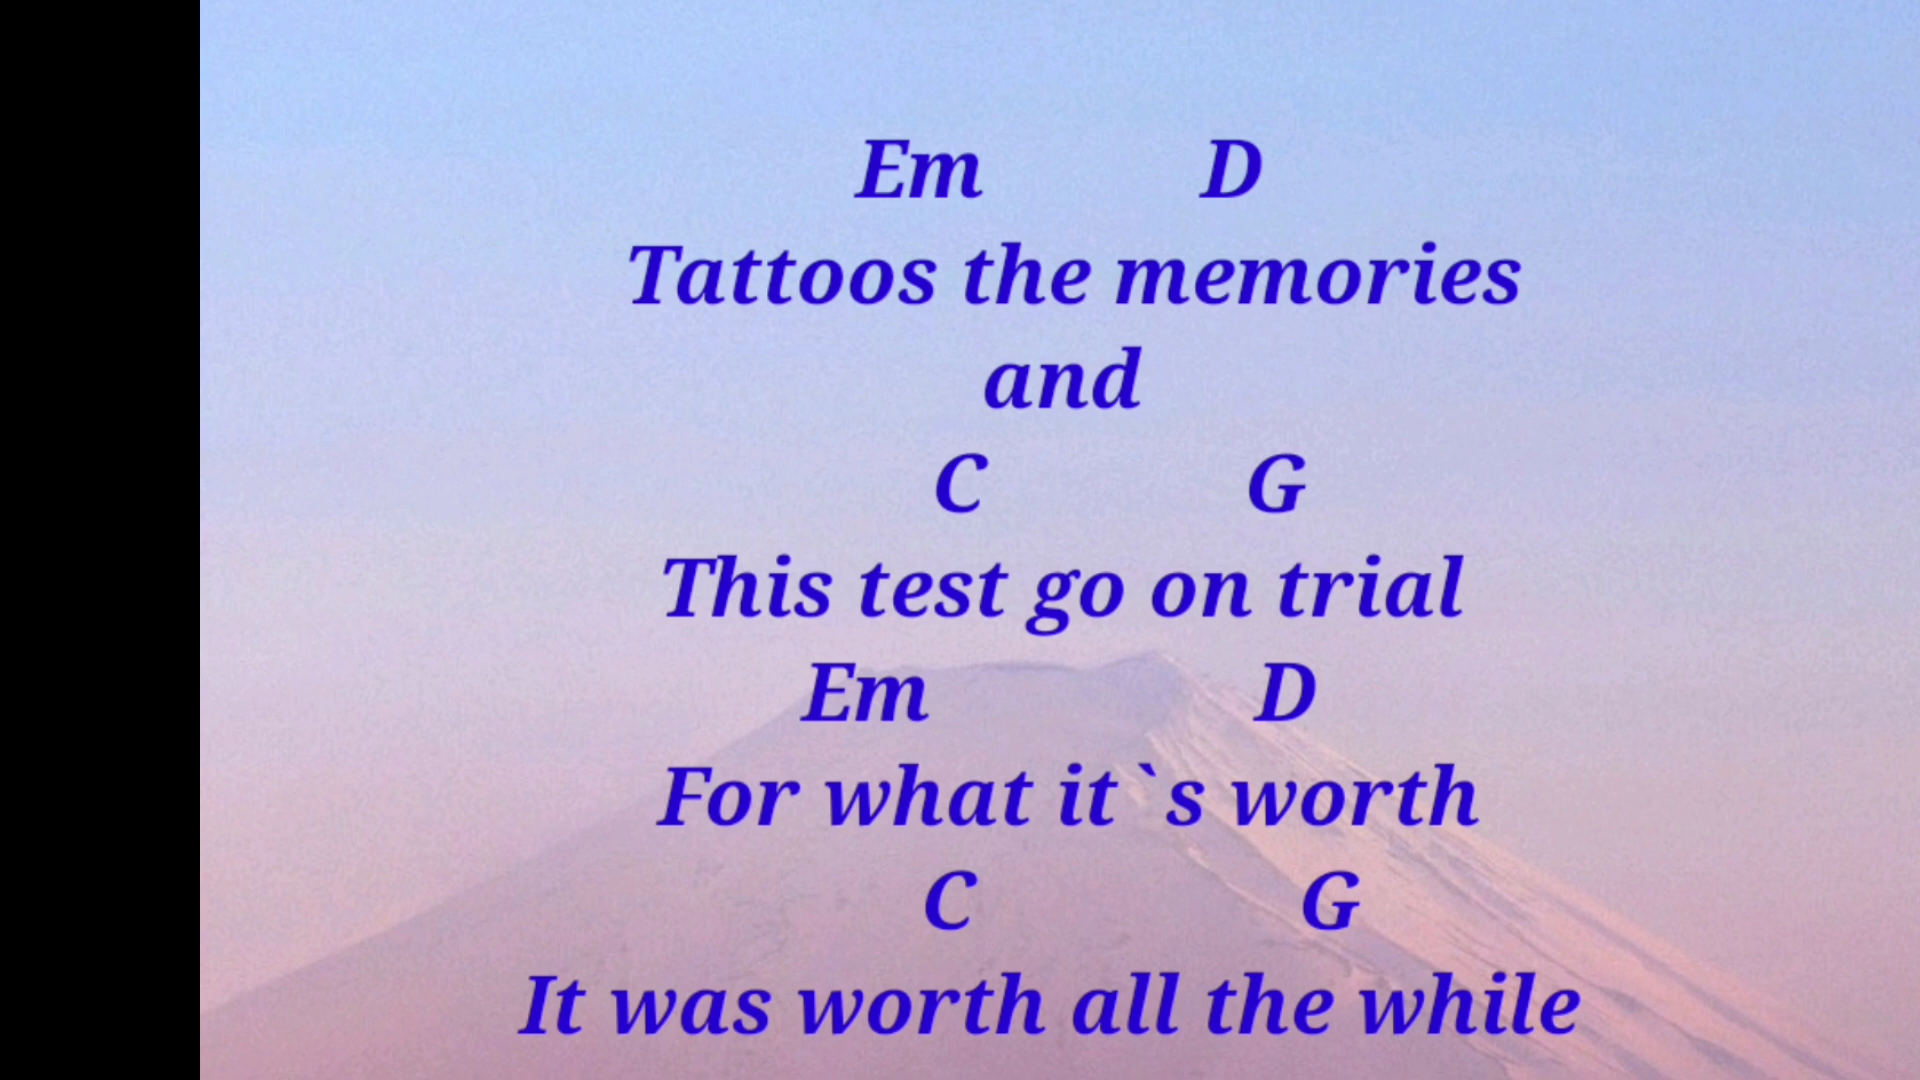 Em D
Tattoos the memories
and
C G
This test go on trial
Em D
For what it`s worth
C G
It was worth all the while